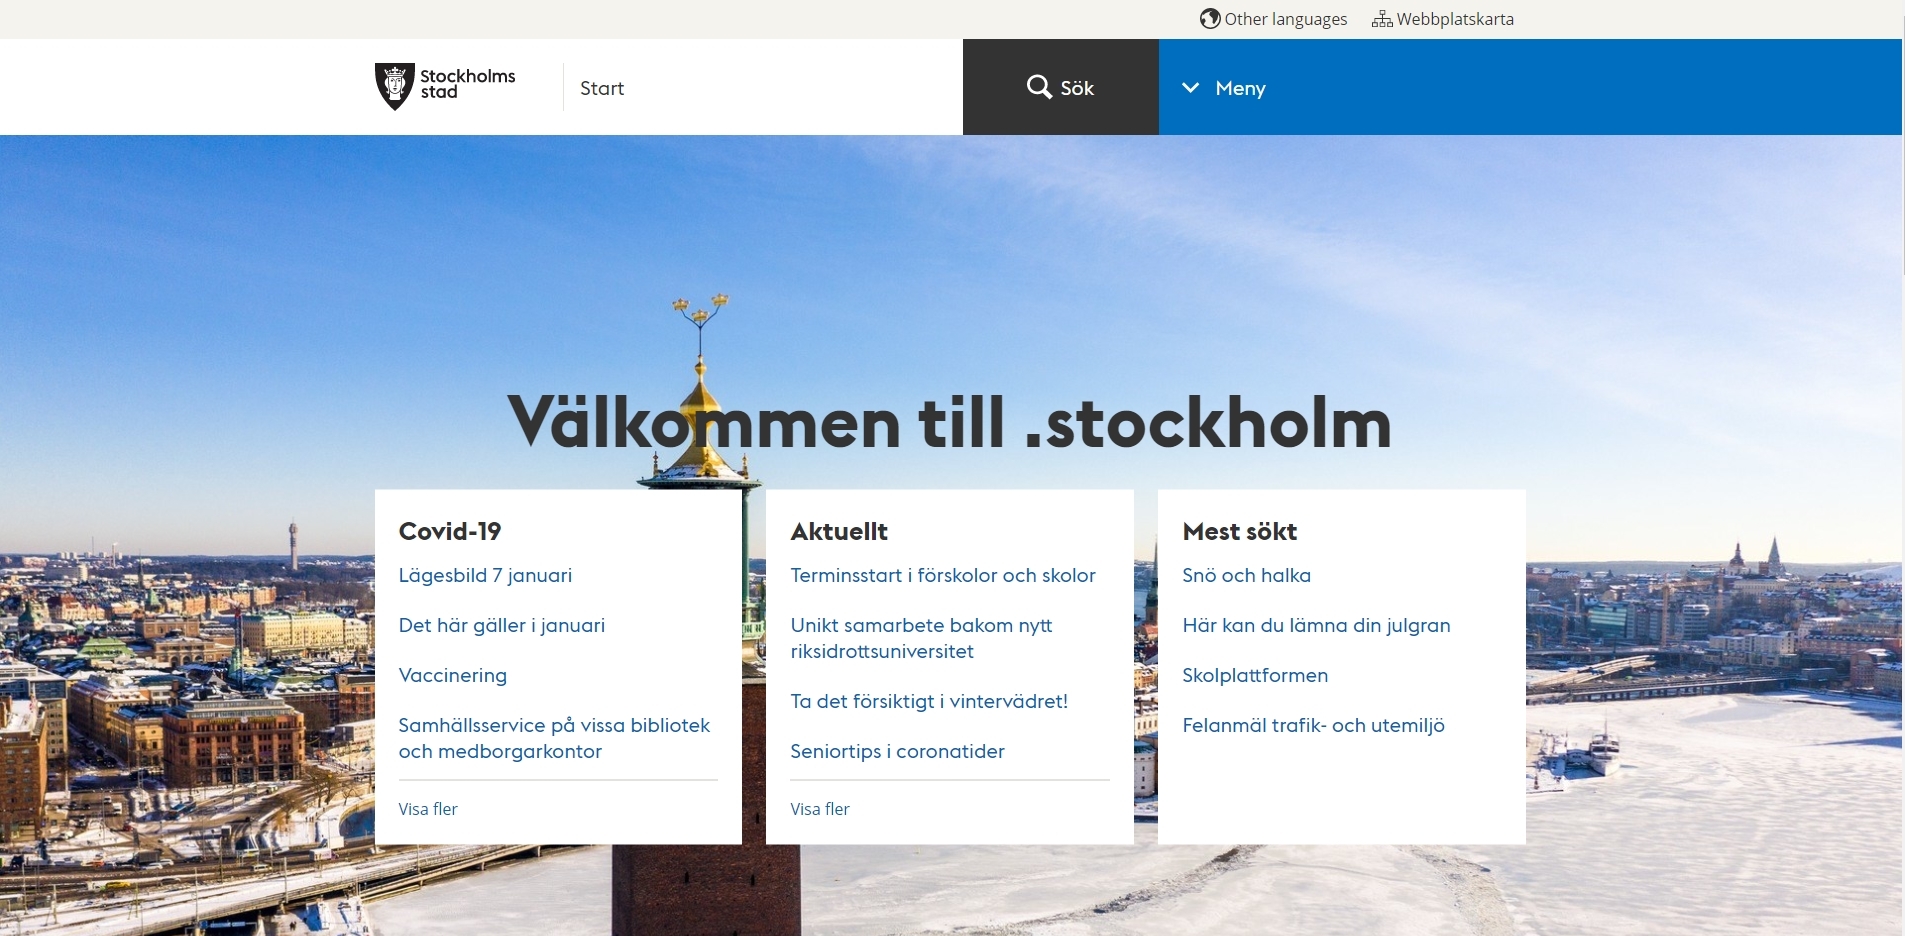 Other languages
Webbplatskarta
Stockholms
stad
Start
Sök
Meny
Välkommen till .stockholm
Covid-19
Lägesbild 7 januari
Det här gäller i januari
Vaccinering
Samhällsservice på vissa bibliotek
och medborgarkontor
Visa fler
Aktuellt
Terminsstart i förskolor och skolor
Unikt samarbete bakom nytt
riksidrottsuniversitet
Ta det försiktigt i vintervädret!
Seniortips i coronatider
Visa fler
Mest sökt
Snö och halka
Här kan du lämna din julgran
Skolplattformen
Felanmäl trafik- och utemiljö